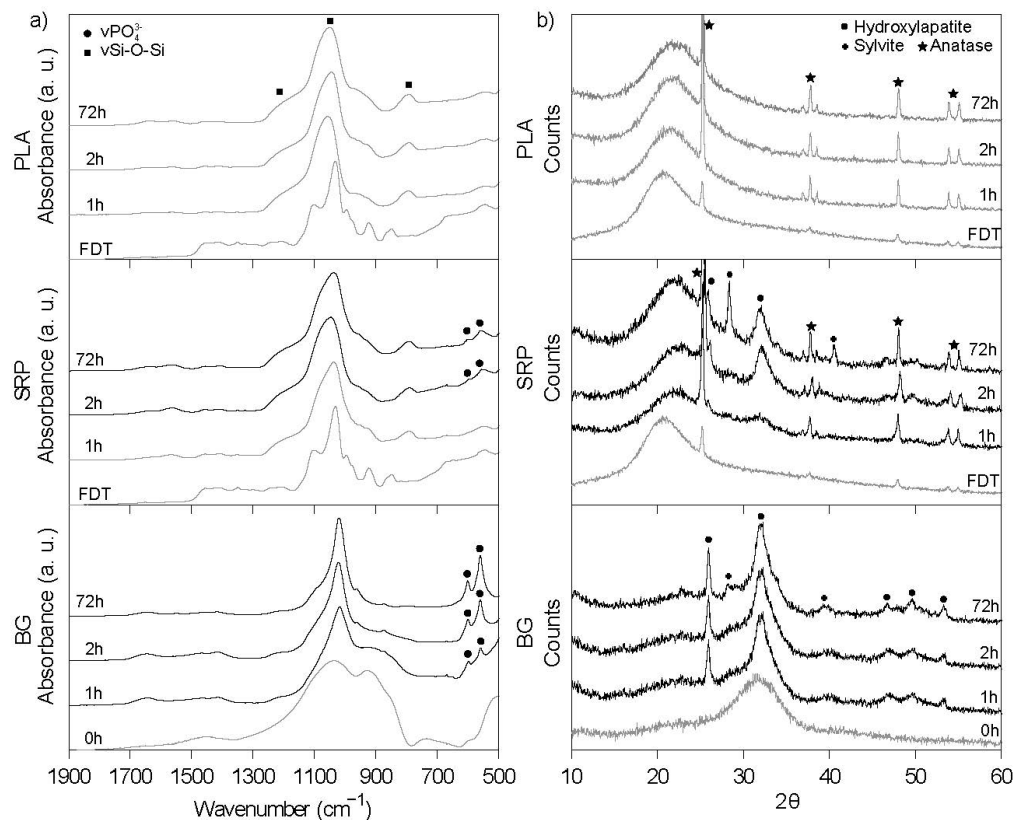 a)
● vPO₄³⁻
■ vSi-O-Si
PLA
Absorbance (a. u.)
72h
2h
1h
FDT
SRP
Absorbance (a. u.)
72h
2h
1h
FDT
BG
Absorbance (a. u.)
72h
2h
1h
0h
1900 1700 1500 1300 1100 900 700 500
Wavenumber (cm⁻¹)
b)
Hydroxylapatite
Sylvite ★ Anatase
PLA
Counts
72h
2h
1h
FDT
SRP
Counts
72h
2h
1h
FDT
BG
Counts
72h
2h
1h
0h
10 20 30 40 50 60
2θ